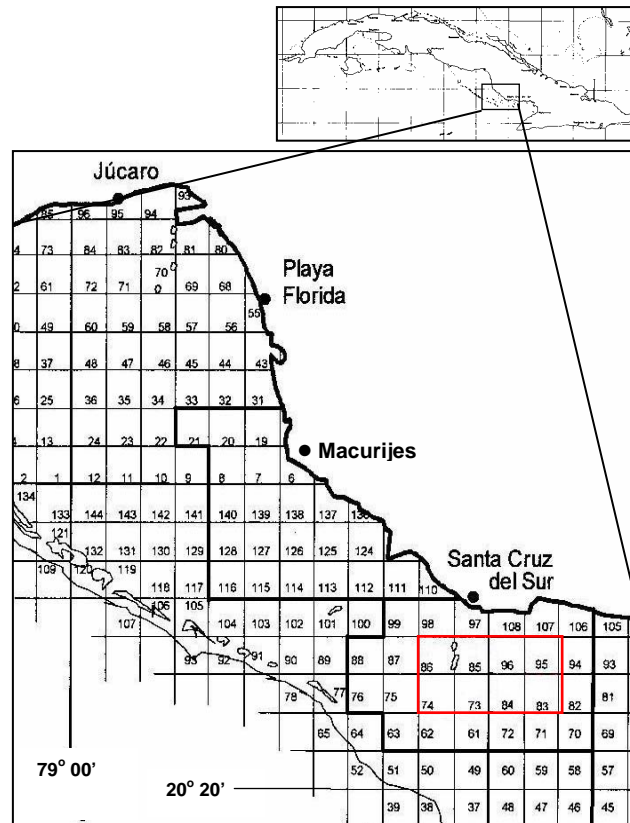 Júcaro
93
85 96 95 94
4 73 84 83 82 81 80
70
2 61 72 71 69 68
Playa
Florida
55
0 49 60 59 58 57 56
8 37 48 47 46 45 44 43
6 25 36 35 34 33 32 31
13 24 23 22 21 20 19
Macurijes
2 1 12 11 10 9 8 7 6
134
133 144 143 142 141 140 139 138 137 136
121
132 131 130 129 128 127 126 125 124
109 120 119
118 117 116 115 114 113 112 111 110
Santa Cruz
del Sur
106 105
107 104 103 102 101 100 99 98 97 108 107 106 105
93 92 91 90 89 88 87 86 85 96 95 94 93
78 77 76 75 74 73 84 83 82 81
65 64 63 62 61 72 71 70 69
79° 00’
52 51 50 49 60 59 58 57
20° 20’
39 38 37 48 47 46 45